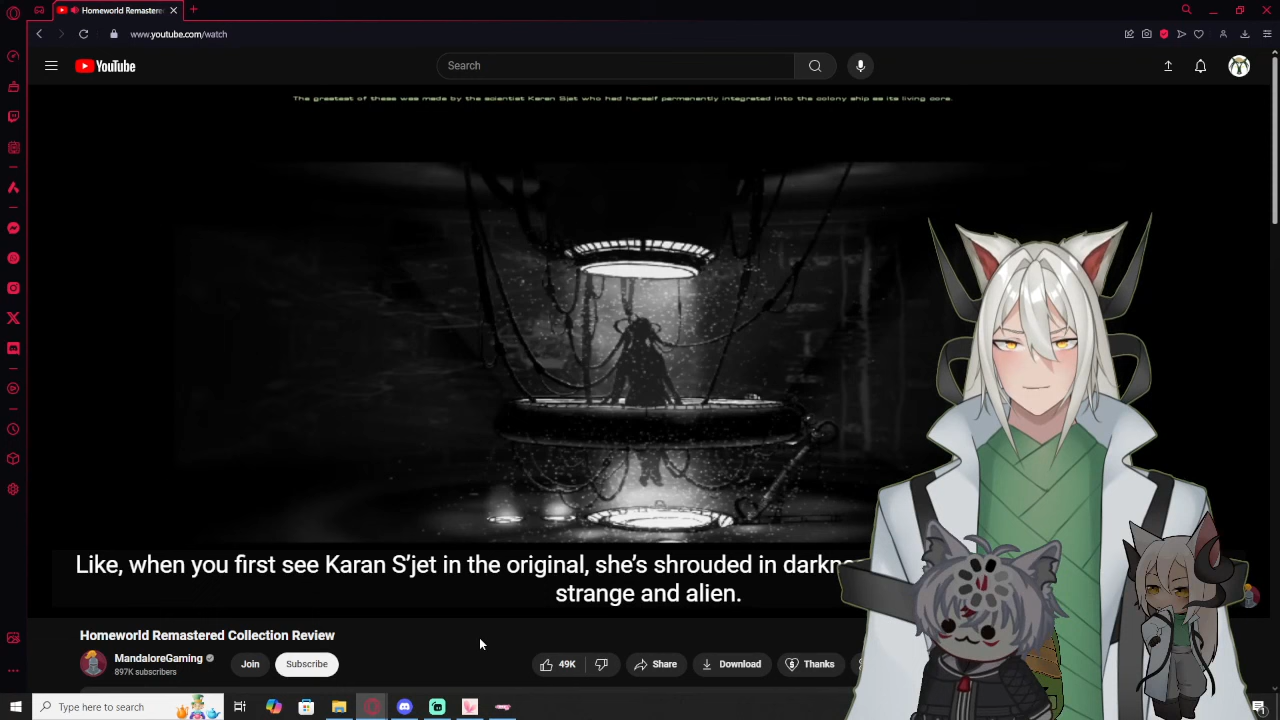 Homeworld Remastered
www.youtube.com/watch
YouTube
Search
The greatest of these was made by the scientist Karan Sjet who had herself permanently integrated into the colony ship as its living core.
Like, when you first see Karan S’jet in the original, she’s shrouded in
strange and alien.
Homeworld Remastered Collection Review
MandaloreGaming
897K subscribers
Join
Subscribe
49K
Share
Download
Thanks
Type here to search